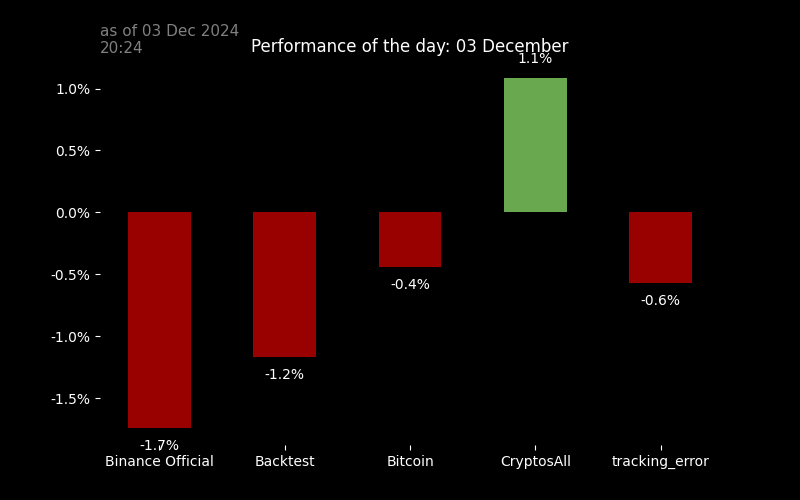 as of 03 Dec 2024
20:24
Performance of the day: 03 December
1.1%
1.0%
0.5%
0.0%
-0.5%
-0.4%
-0.6%
-1.0%
-1.2%
-1.5%
-1.7%
Binance Official
Backtest
Bitcoin
CryptosAll
tracking_error